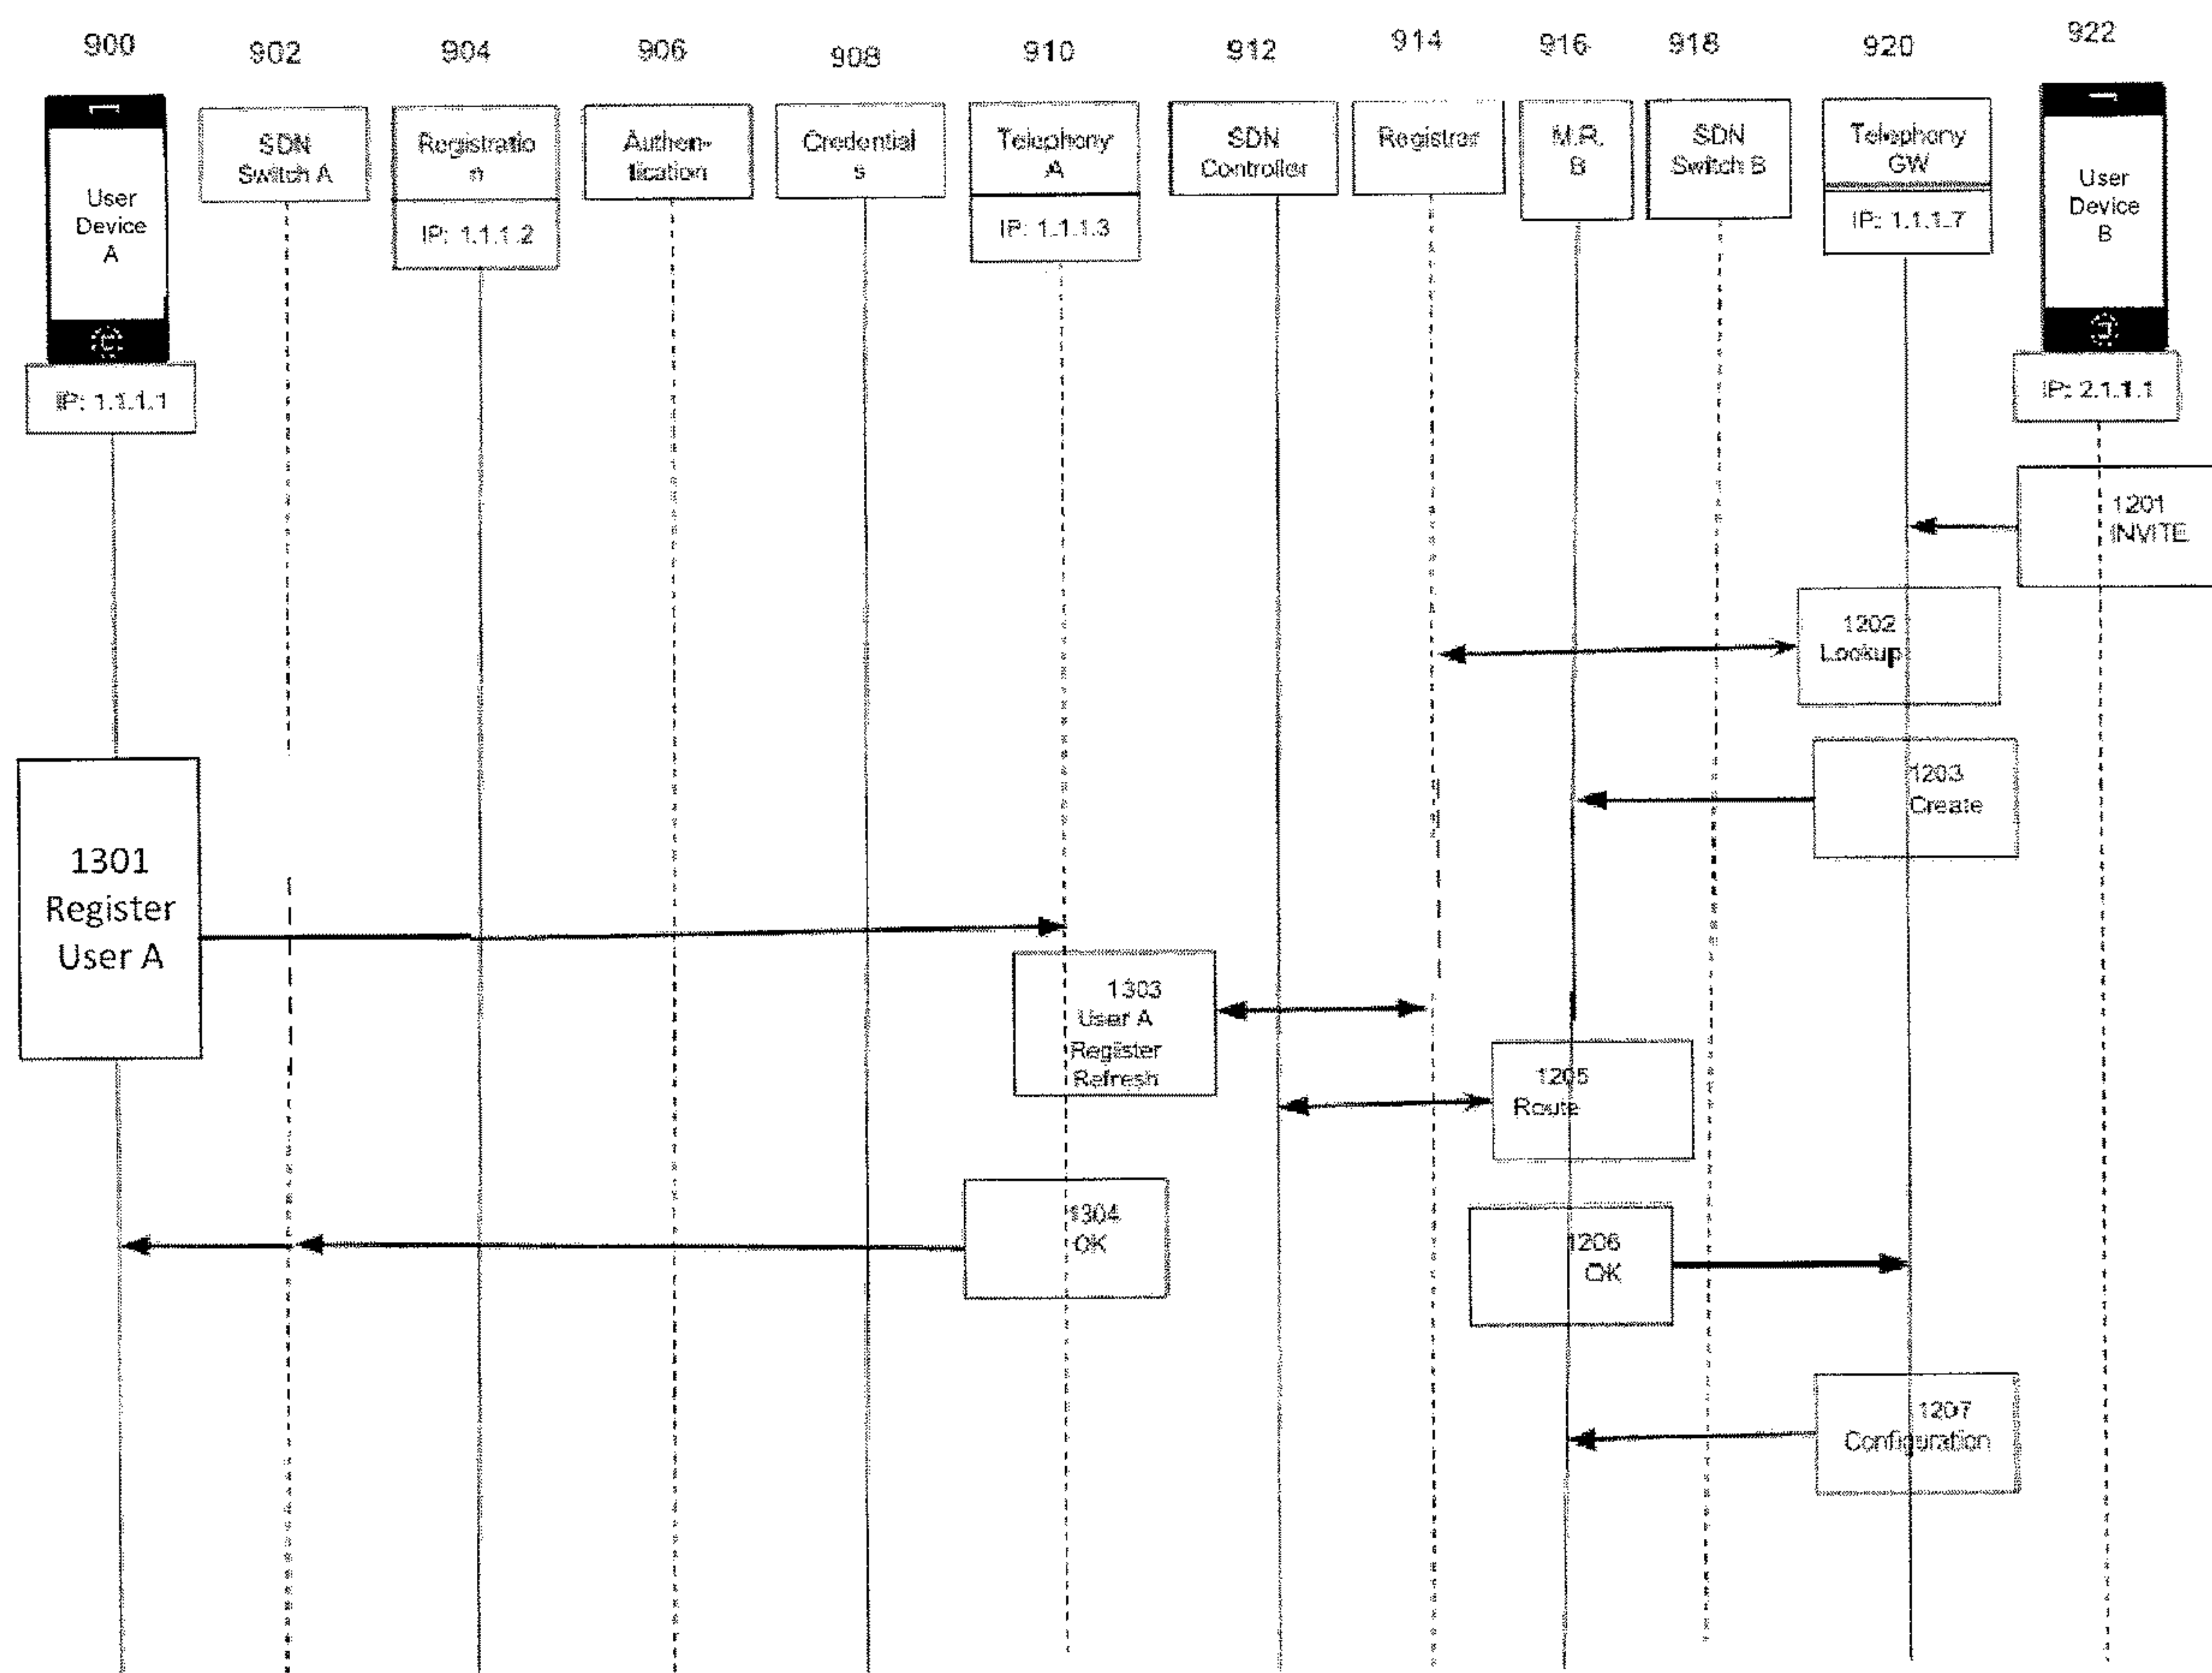 900
902
904
906
908
910
912
914
916
918
920
922
User
Device
A
IP: 1.1.1.1
SDN
Switch A
Registratio
n
IP: 1.1.1.2
Authen-
tication
Credential
s
Telephony
A
IP: 1.1.1.3
SDN
Controller
Registrar
M.R.
B
SDN
Switch B
Telephony
GW
IP: 1.1.1.7
User
Device
B
IP: 2.1.1.1
1201
INVITE
1202
Lookup
1203
Create
1301
Register
User A
1303
User A
Register
Refresh
1205
Route
1304
OK
1206
OK
1207
Configuration